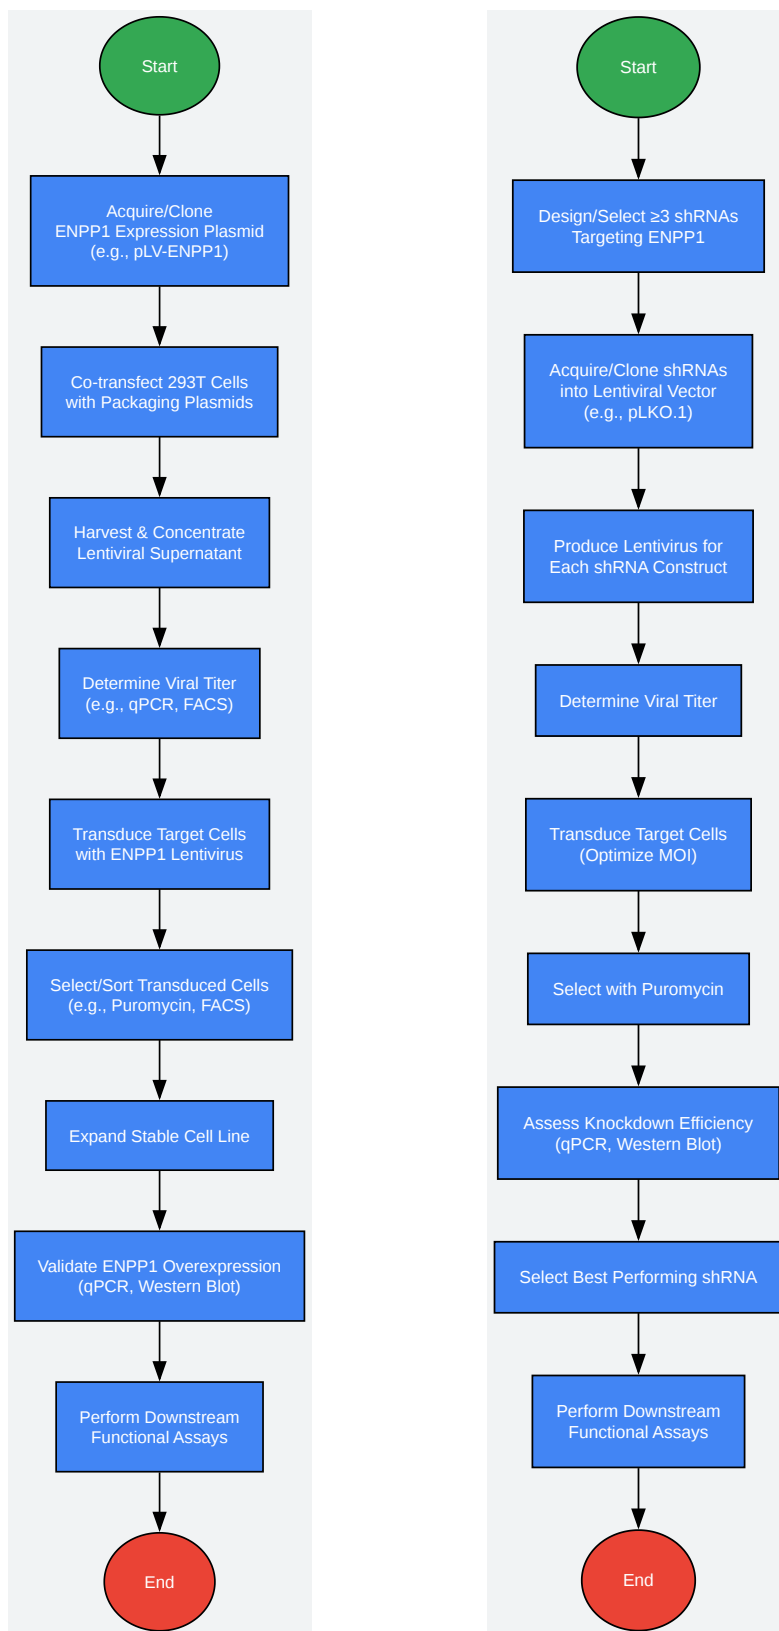 Start
Acquire/Clone
ENPP1 Expression Plasmid
(e.g., pLV-ENPP1)
Co-transfect 293T Cells
with Packaging Plasmids
Harvest & Concentrate
Lentiviral Supernatant
Determine Viral Titer
(e.g., qPCR, FACS)
Transduce Target Cells
with ENPP1 Lentivirus
Select/Sort Transduced Cells
(e.g., Puromycin, FACS)
Expand Stable Cell Line
Validate ENPP1 Overexpression
(qPCR, Western Blot)
Perform Downstream
Functional Assays
End
Start
Design/Select ≥3 shRNAs
Targeting ENPP1
Acquire/Clone shRNAs
into Lentiviral Vector
(e.g., pLKO.1)
Produce Lentivirus for
Each shRNA Construct
Determine Viral Titer
Transduce Target Cells
(Optimize MOI)
Select with Puromycin
Assess Knockdown Efficiency
(qPCR, Western Blot)
Select Best Performing shRNA
Perform Downstream
Functional Assays
End